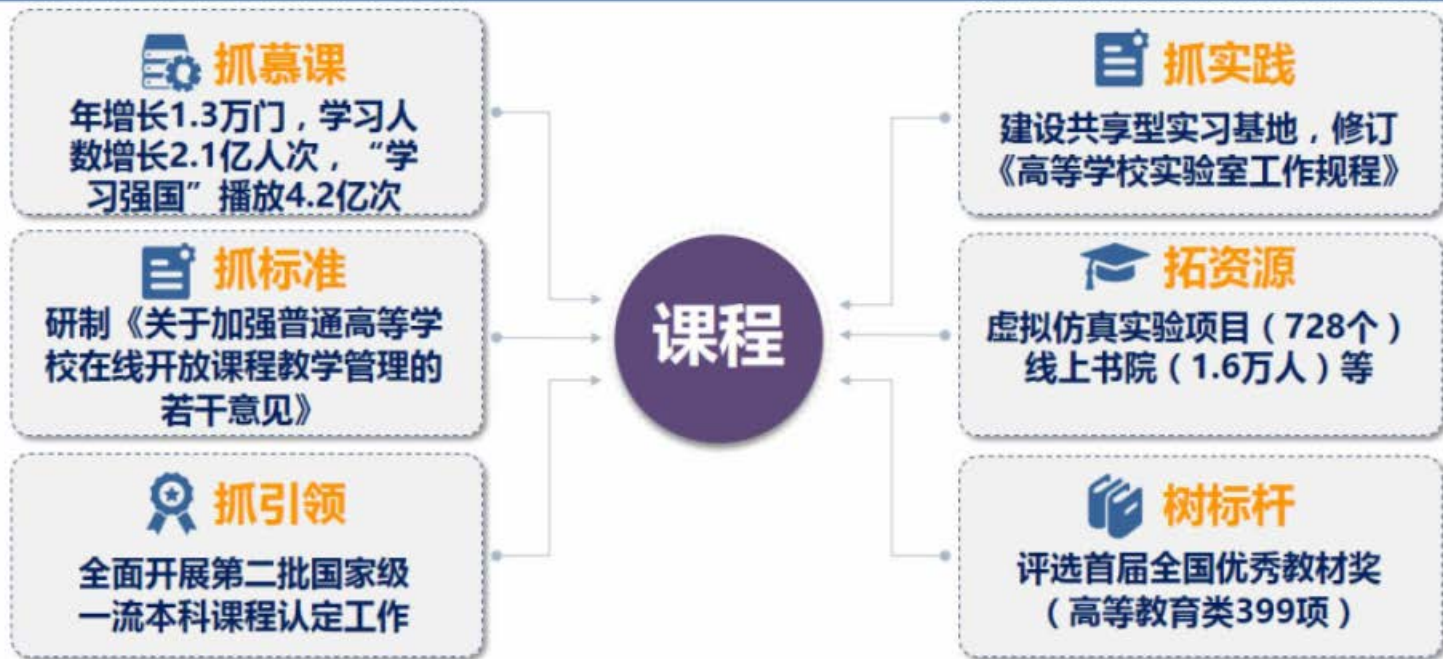 抓慕课
年增长1.3万门，学习人
数增长2.1亿人次，“学
习强国”播放4.2亿次
抓标准
研制《关于加强普通高等学
校在线开放课程教学管理的
若干意见》
抓引领
全面开展第二批国家级
一流本科课程认定工作
课程
抓实践
建设共享型实习基地，修订
《高等学校实验室工作规程》
拓资源
虚拟仿真实验项目（728个）
线上书院（1.6万人）等
树标杆
评选首届全国优秀教材奖
（高等教育类399项）